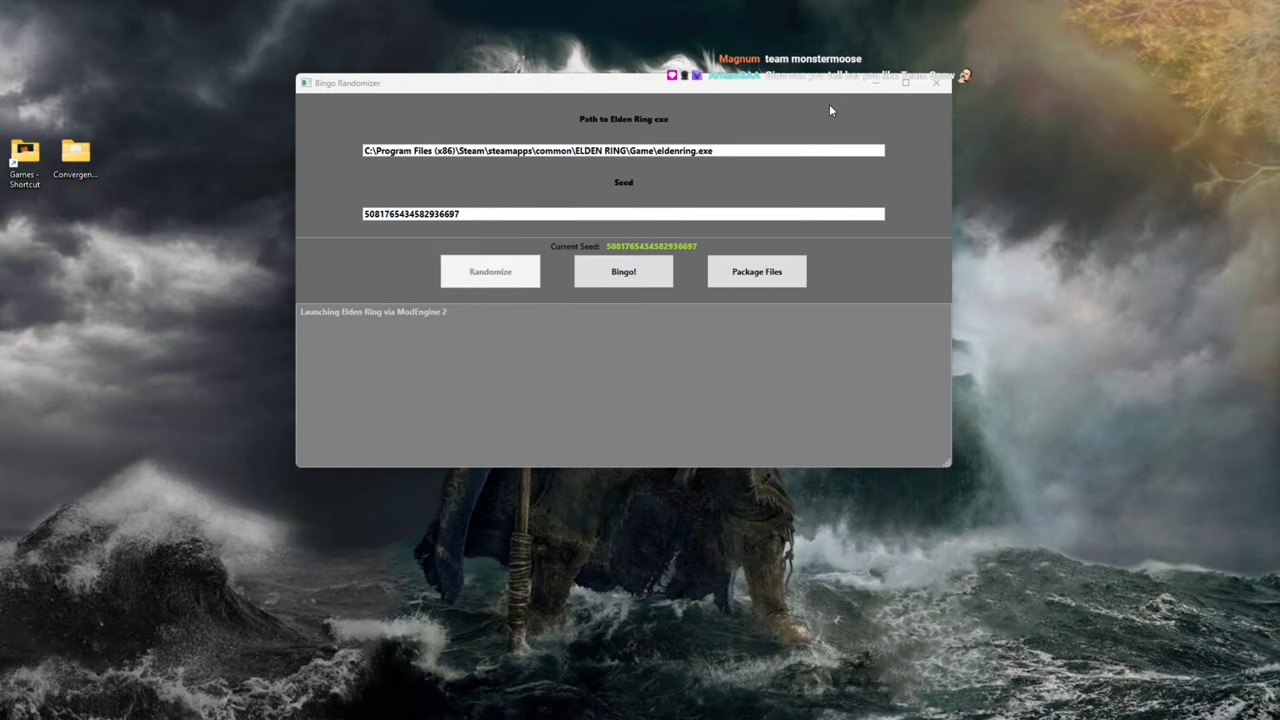 Magnum team monstermoose
Bingo Randomizer
Path to Elden Ring exe
C:\Program Files (x86)\Steam\steamapps\common\ELDEN RING\Game\eldenring.exe
Seed
5081765434582936697
Current Seed: 5081765434582936697
Randomize
Bingo!
Package Files
Launching Elden Ring via ModEngine 2
Games -
Shortcut
Convergen...